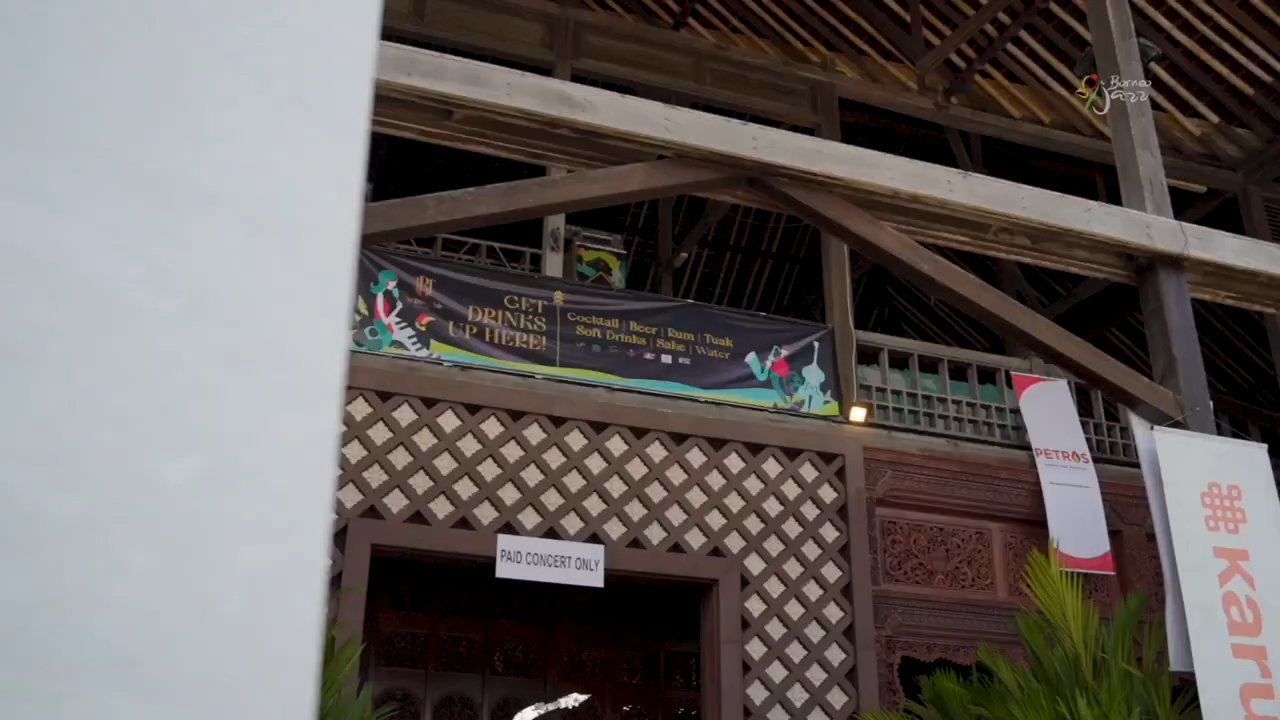 Borneo
Jazz
GET
DRINKS
UP HERE!
Cocktail | Beer | Rum | Tuak
Soft Drinks | Sake | Water
PETROS
PAID CONCERT ONLY
karu